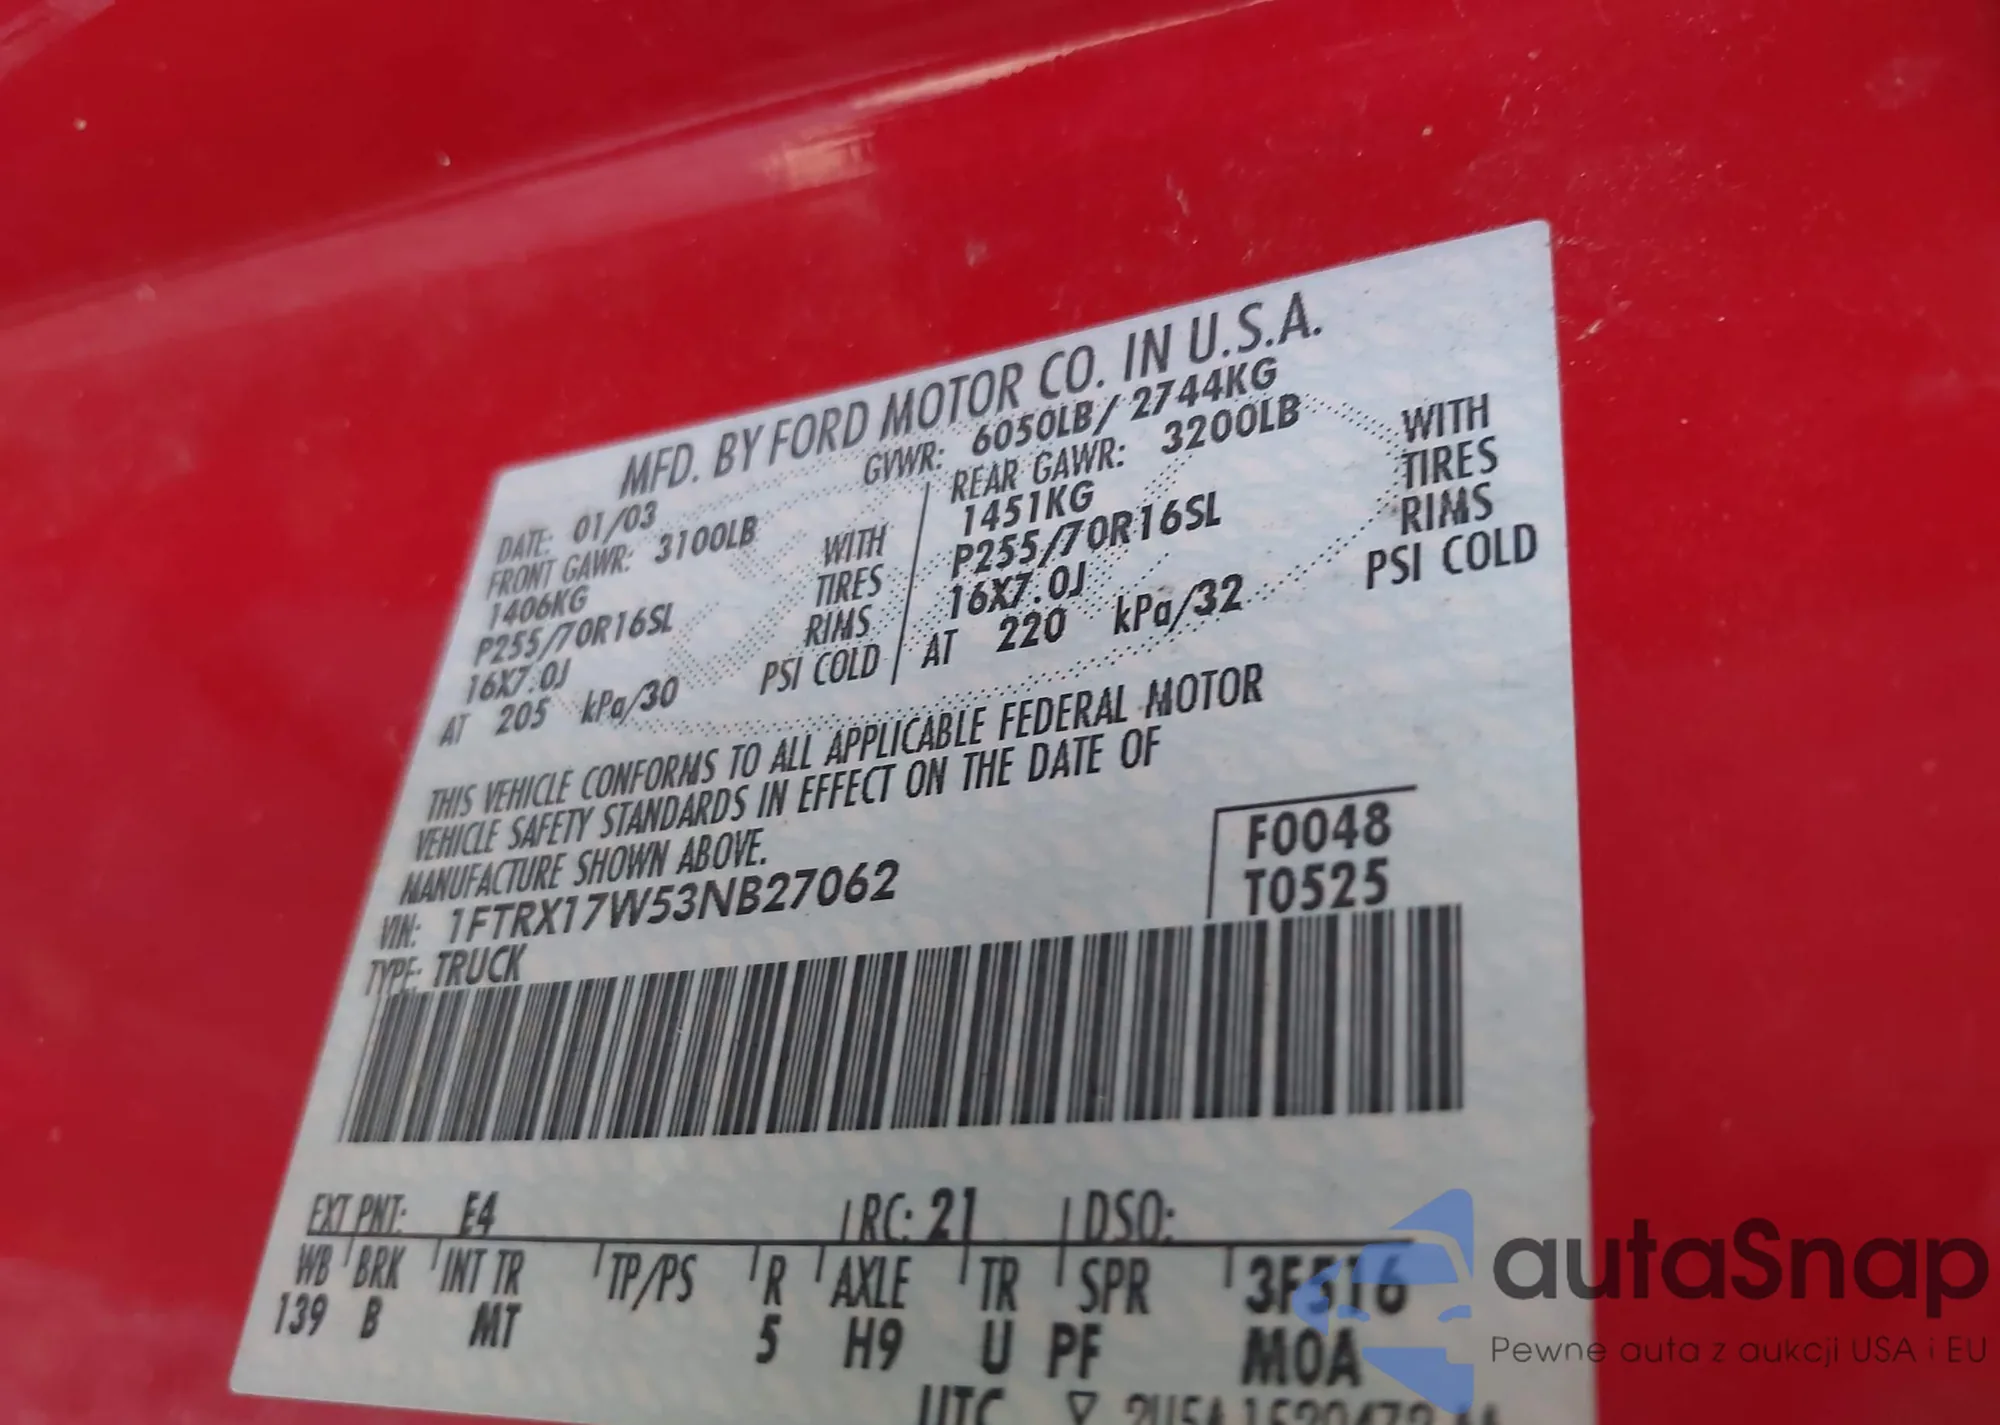 MFD. BY FORD MOTOR CO. IN U.S.A.
DATE: 01/03 GVWR: 6050LB/ 2744KG
FRONT GAWR: 3100LB REAR GAWR: 3200LB
1406KG WITH 1451KG WITH
P255/70R16SL TIRES P255/70R16SL TIRES
16X7.0J RIMS 16X7.0J RIMS
AT 205 kPa/30 PSI COLD AT 220 kPa/32 PSI COLD
THIS VEHICLE CONFORMS TO ALL APPLICABLE FEDERAL MOTOR
VEHICLE SAFETY STANDARDS IN EFFECT ON THE DATE OF
MANUFACTURE SHOWN ABOVE.
VIN: 1FTRX17W53NB27062
TYPE: TRUCK
F0048
T0525
EXT PNT: E4 RC: 21 DSO:
WB BRK INT TR TP/PS R AXLE TR SPR 3F516
139 B MT 5 H9 U PF MOA
UTC
autaSnap
Pewne auta z aukcji USA i EU